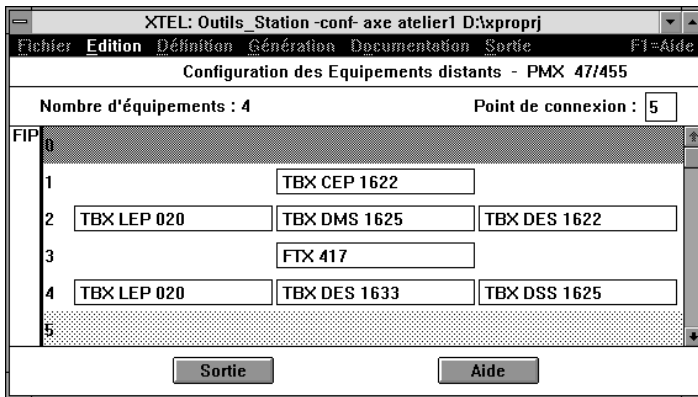 XTEL: Outils_Station -conf- axe atelier1 D:\xproprj
Fichier Edition Définition Génération Documentation Sortie F1=Aide
Configuration des Equipements distants - PMX 47/455
Nombre d'équipements : 4 Point de connexion : 5
FIP 0
1 TBX CEP 1622
2 TBX LEP 020 TBX DMS 1625 TBX DES 1622
3 FTX 417
4 TBX LEP 020 TBX DES 1633 TBX DSS 1625
5
Sortie Aide